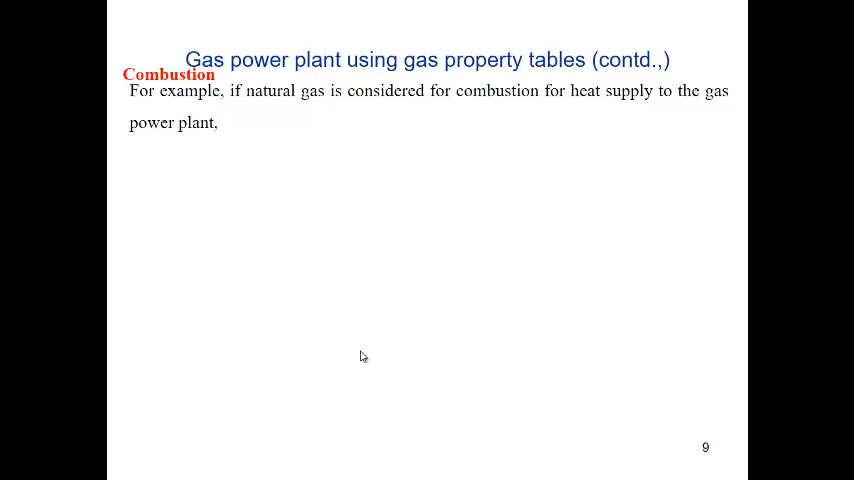 Gas power plant using gas property tables (contd.,)
Combustion
For example, if natural gas is considered for combustion for heat supply to the gas
power plant,
9